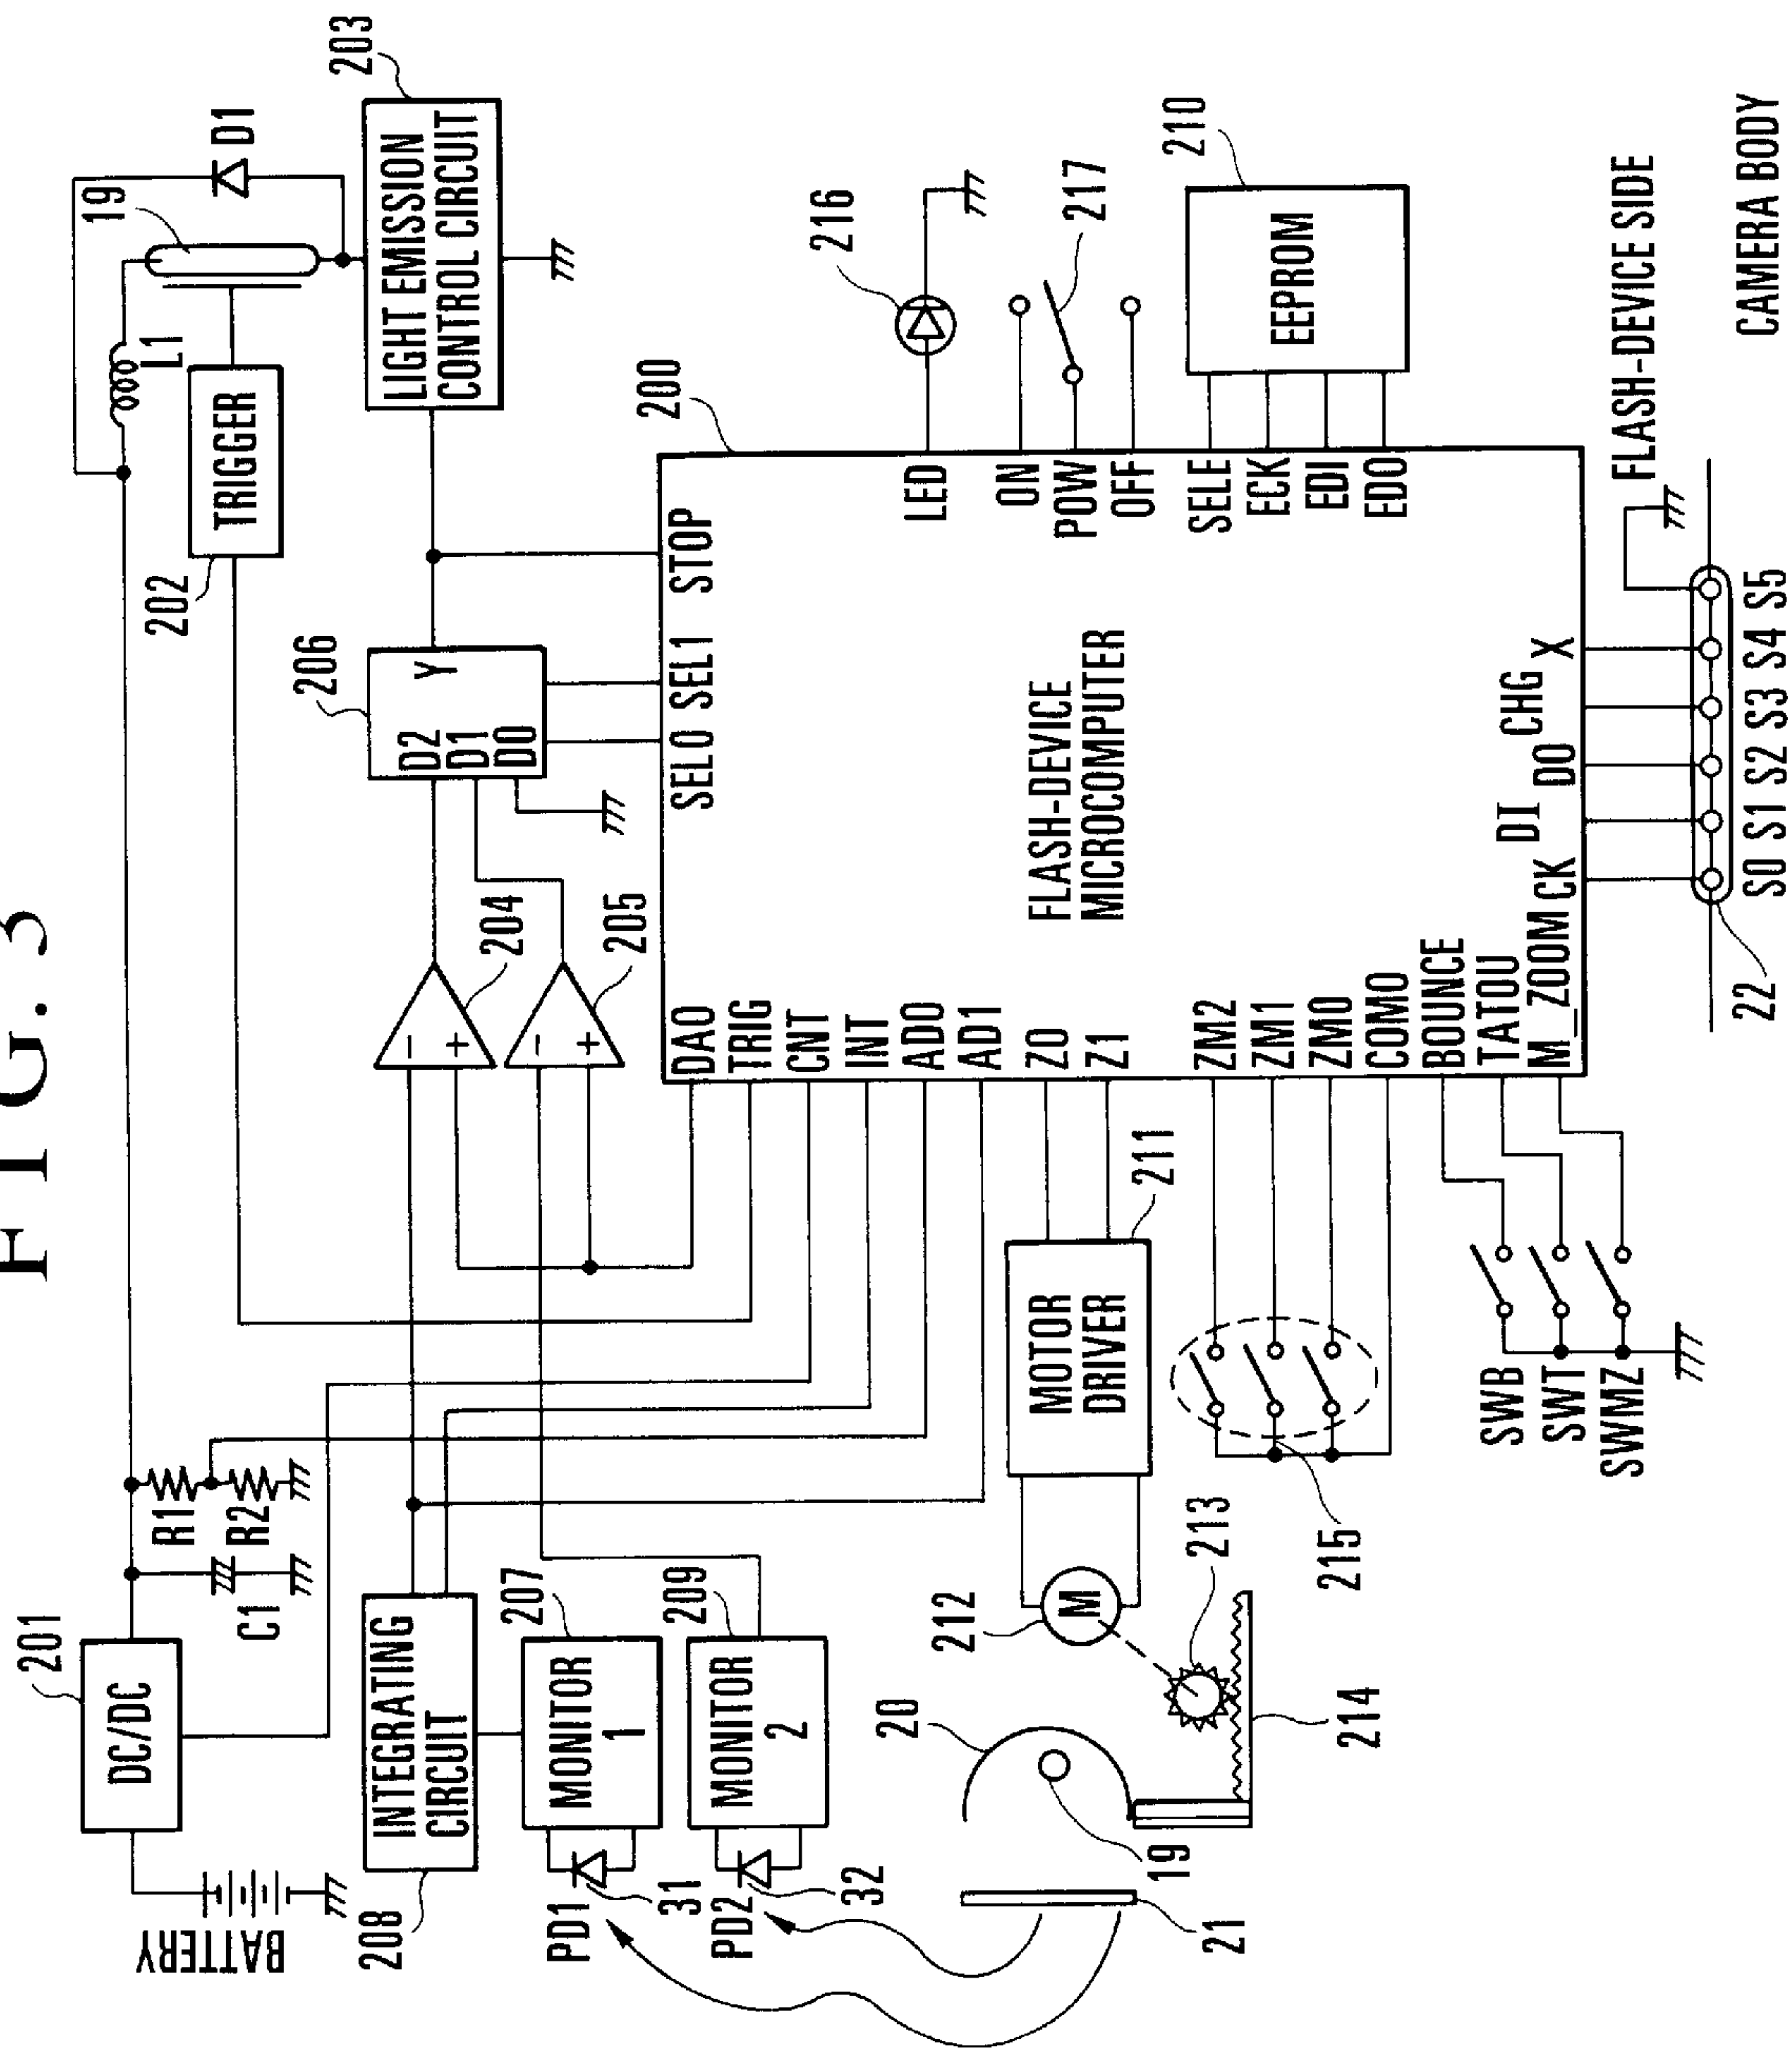 FIG. 3
BATTERY
201
DC/DC
C1
R1
R2
202
TRIGGER
L1
19
D1
203
LIGHT EMISSION
CONTROL CIRCUIT
208
INTEGRATING
CIRCUIT
204
205
206
D2
D1
D0
Y
PD1
31
207
MONITOR
1
PD2
32
209
MONITOR
2
-
+
-
+
200
SEL0
SEL1
STOP
DA0
TRIG
CNT
INT
AD0
AD1
Z0
Z1
ZM2
ZM1
ZM0
COM0
BOUNCE
TATOU
M_ZOOM
FLASH-DEVICE
MICROCOMPUTER
LED
ON
POW
OFF
SELE
ECK
EDI
EDO
216
217
210
EEPROM
20
19
21
212
M
213
214
MOTOR
DRIVER
211
215
SWB
SWT
SWMZ
CK
DI
DO
CHG
X
22
S0
S1
S2
S3
S4
S5
FLASH-DEVICE SIDE
CAMERA BODY